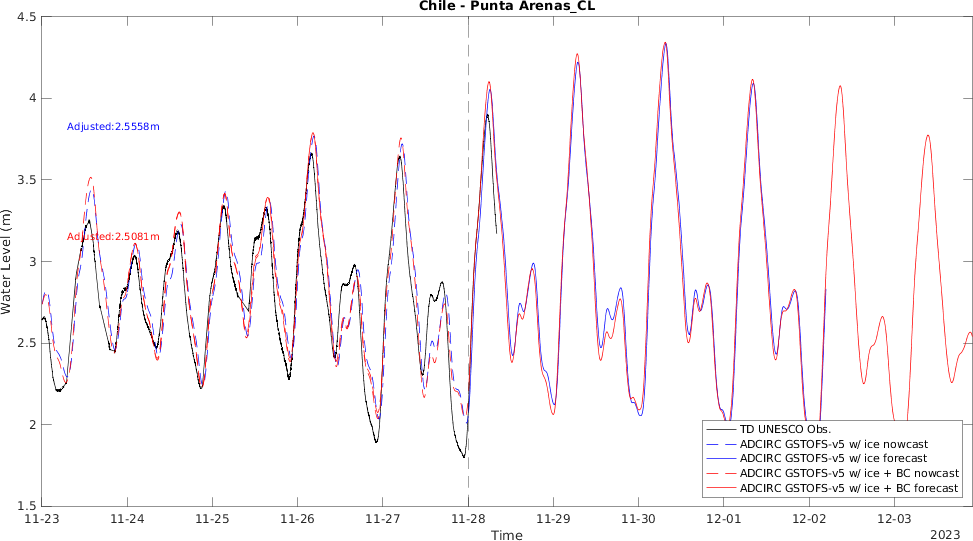 Chile - Punta Arenas_CL
4.5
4
3.5
3
2.5
2
1.5
Water Level (m)
Adjusted:2.5558m
Adjusted:2.5081m
TD UNESCO Obs.
ADCIRC GSTOFS-v5 w/ ice nowcast
ADCIRC GSTOFS-v5 w/ ice forecast
ADCIRC GSTOFS-v5 w/ ice + BC nowcast
ADCIRC GSTOFS-v5 w/ ice + BC forecast
11-23 11-24 11-25 11-26 11-27 11-28 11-29 11-30 12-01 12-02 12-03
Time
2023